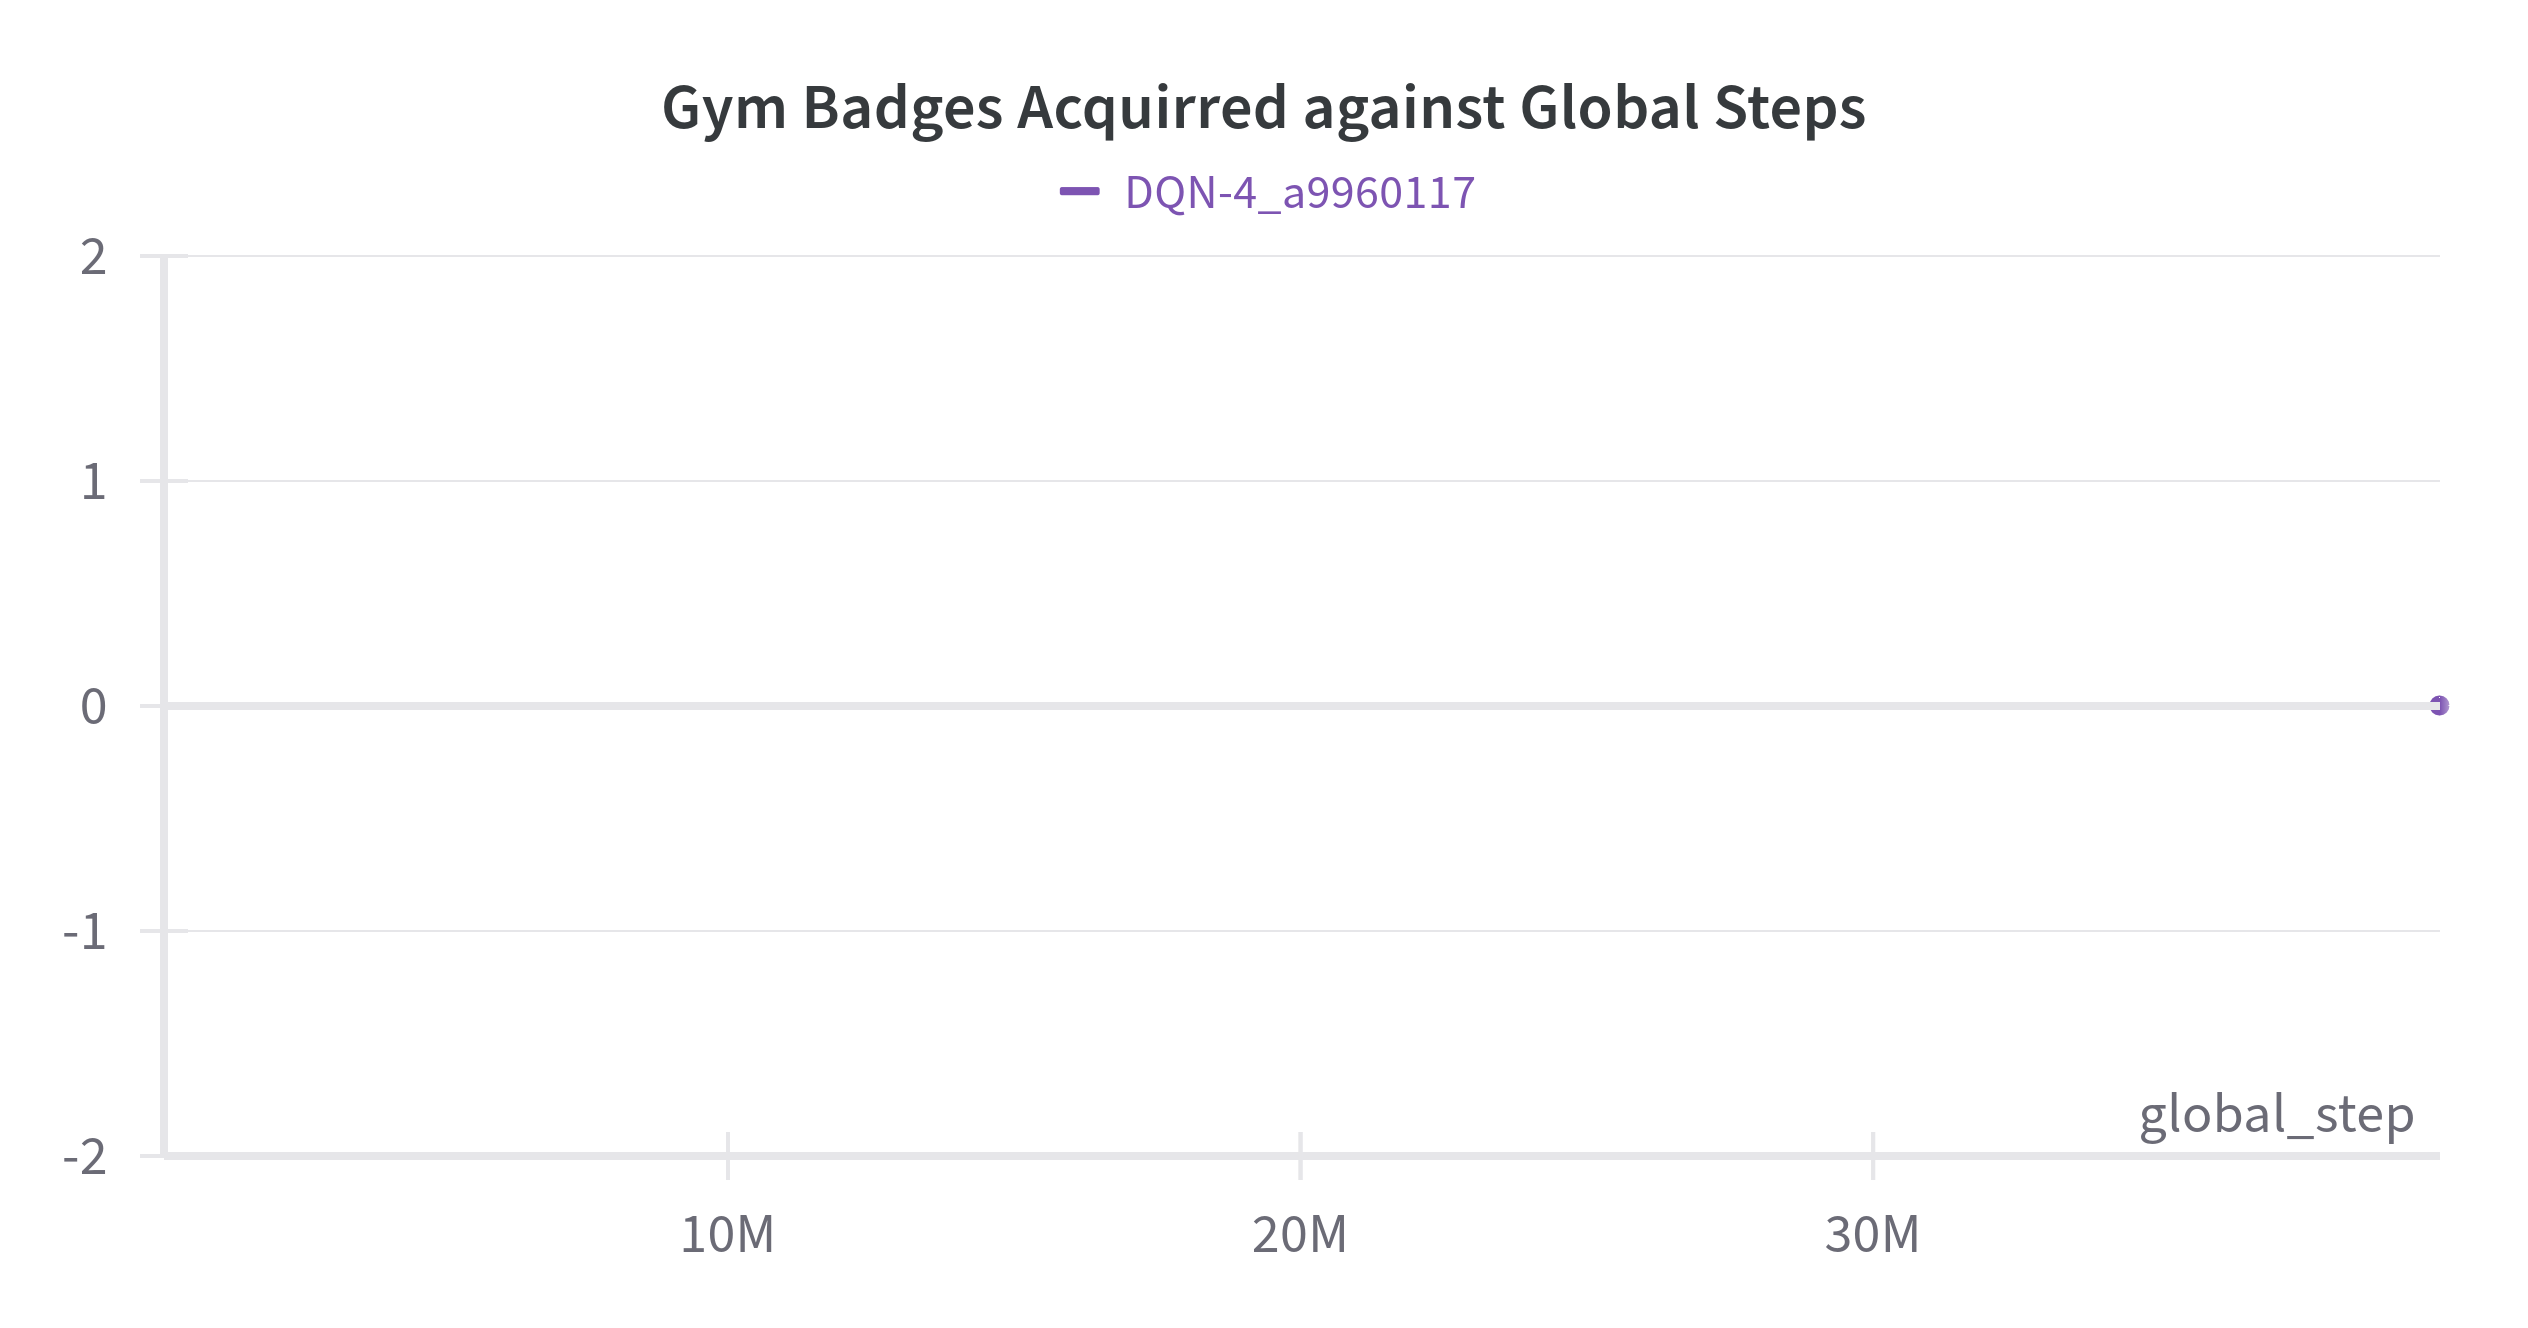 Gym Badges Acquirred against Global Steps
DQN-4_a9960117
2
1
0
-1
-2
global_step
10M 20M 30M